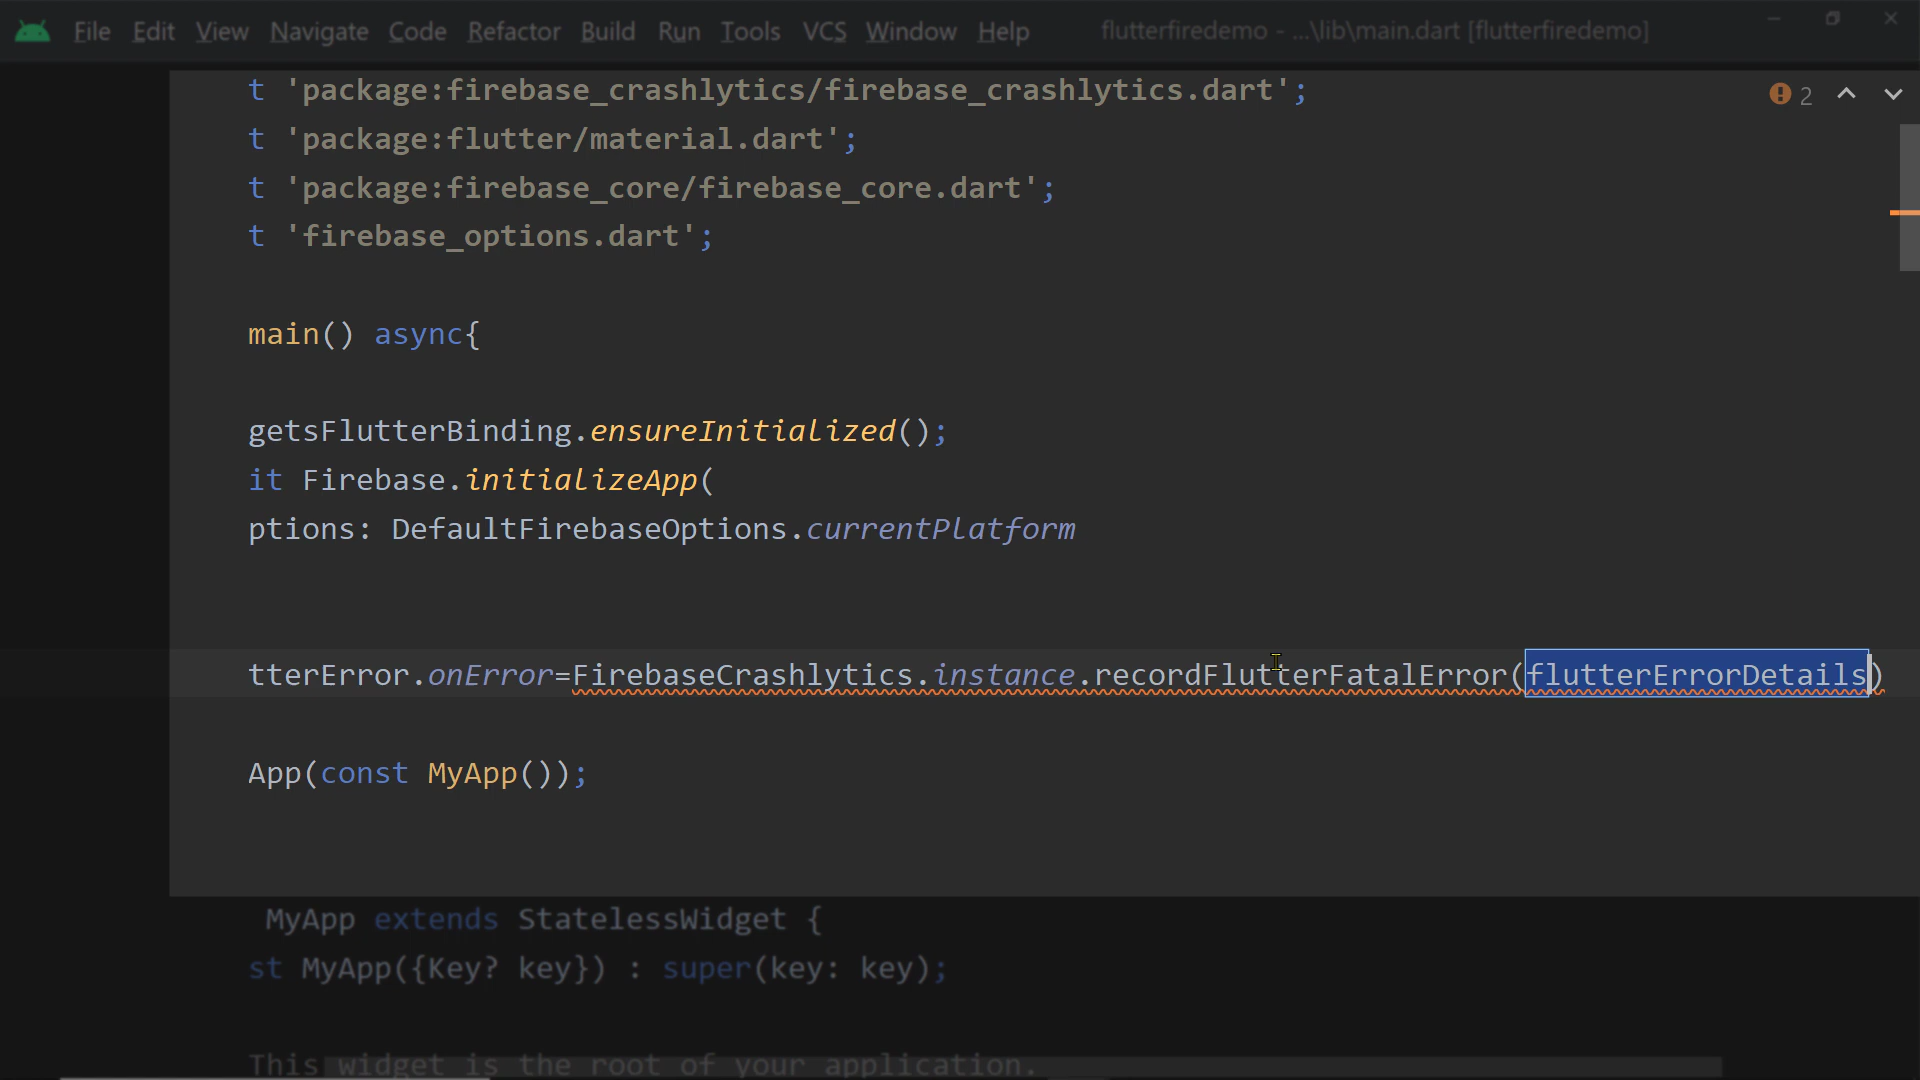 File Edit View Navigate Code Refactor Build Run Tools VCS Window Help flutterfiredemo - ...\lib\main.dart [flutterfiredemo]
t 'package:firebase_crashlytics/firebase_crashlytics.dart'; 2
t 'package:flutter/material.dart';
t 'package:firebase_core/firebase_core.dart';
t 'firebase_options.dart';
main() async{
getsFlutterBinding.ensureInitialized();
it Firebase.initializeApp(
ptions: DefaultFirebaseOptions.currentPlatform
tterError.onError=FirebaseCrashlytics.instance.recordFlutterFatalError(flutterErrorDetails)
App(const MyApp());
MyApp extends StatelessWidget {
st MyApp({Key? key}) : super(key: key);
This widget is the root of your application.